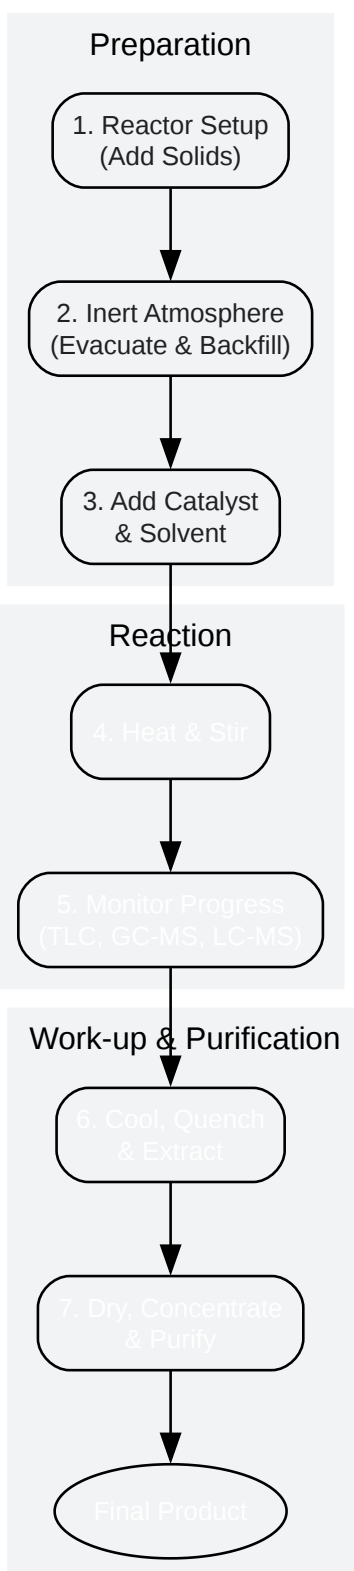 Preparation
1. Reactor Setup
(Add Solids)
2. Inert Atmosphere
(Evacuate & Backfill)
3. Add Catalyst
& Solvent
Reaction
4. Heat & Stir
5. Monitor Progress
(TLC, GC-MS, LC-MS)
Work-up & Purification
6. Cool, Quench
& Extract
7. Dry, Concentrate
& Purify
Final Product